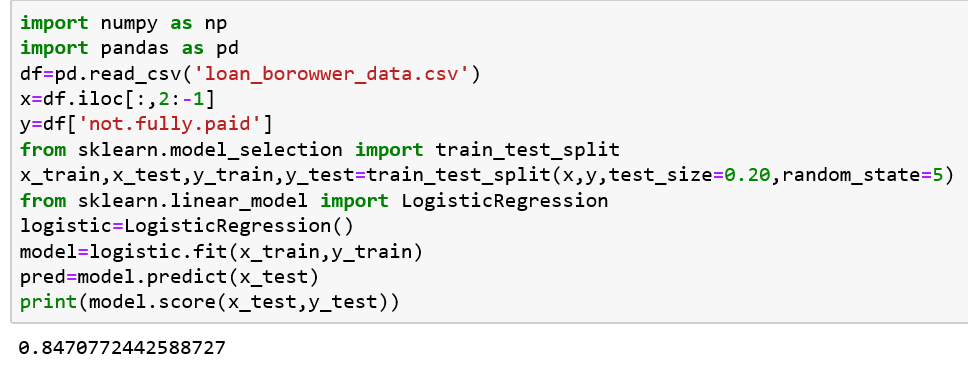 import numpy as np
import pandas as pd
df=pd.read_csv('loan_borowwer_data.csv')
x=df.iloc[:,2:-1]
y=df['not.fully.paid']
from sklearn.model_selection import train_test_split
x_train,x_test,y_train,y_test=train_test_split(x,y,test_size=0.20,random_state=5)
from sklearn.linear_model import LogisticRegression
logistic=LogisticRegression()
model=logistic.fit(x_train,y_train)
pred=model.predict(x_test)
print(model.score(x_test,y_test))
0.8470772442588727